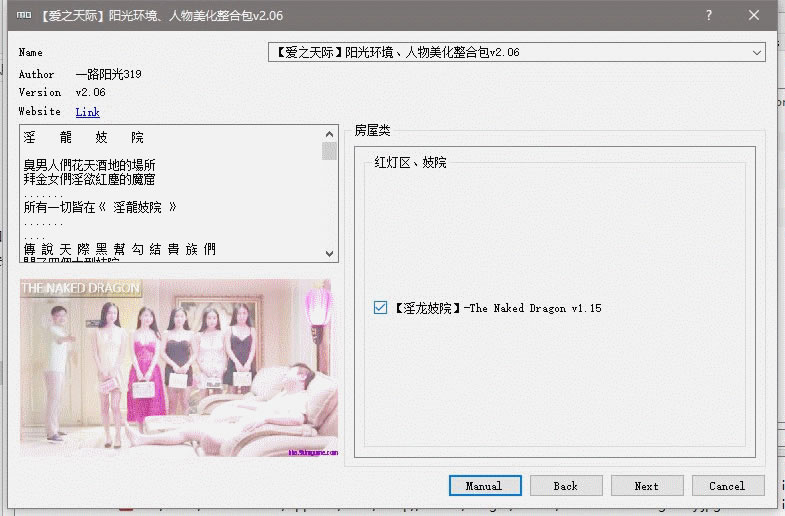 【爱之天际】阳光环境、人物美化整合包v2.06
?
Name
【爱之天际】阳光环境、人物美化整合包v2.06
Author 一路阳光319
Version v2.06
Website Link
淫 龍 妓 院
臭男人們花天酒地的場所
拜金女們淫欲紅塵的魔窟
.......
所有一切皆在《 淫龍妓院 》
.......
....
傳 說 天 際 黑 幫 勾 結 貴 族 們
THE NAKED DRAGON
房屋类
红灯区、妓院
【淫龙妓院】-The Naked Dragon v1.15
Manual
Back
Next
Cancel